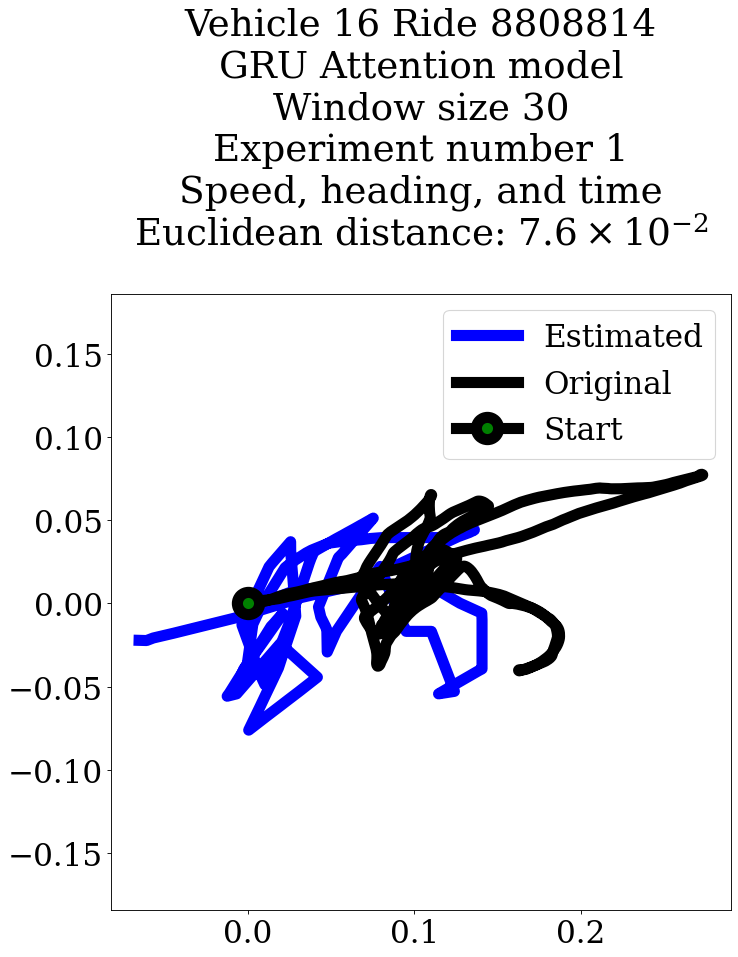 Vehicle 16 Ride 8808814
GRU Attention model
Window size 30
Experiment number 1
Speed, heading, and time
Euclidean distance: 7.6 × 10⁻²
Estimated
Original
Start
0.15
0.10
0.05
0.00
−0.05
−0.10
−0.15
0.0 0.1 0.2